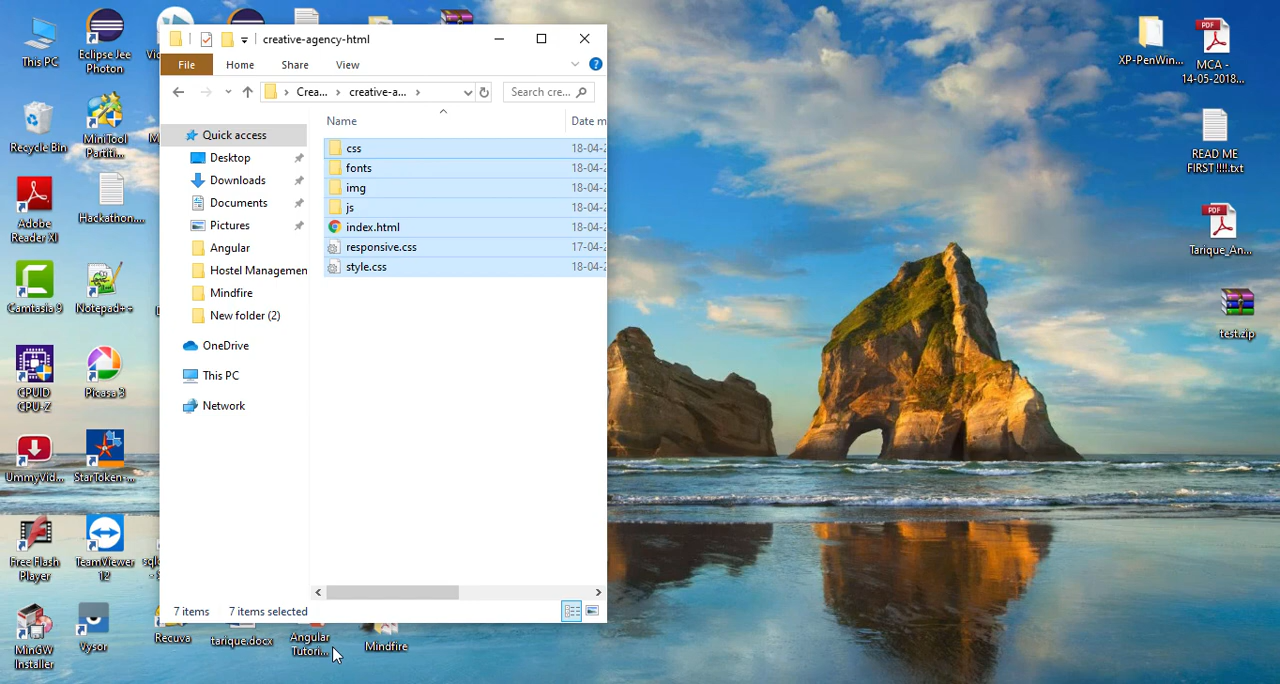 This PC
Eclipse Jee
Photon
Recycle Bin
MiniTool
Partiti...
Adobe
Reader XI
Hackathon....
Camtasia 9
Notepad++
CPUID
CPU-Z
Picasa 3
UmmyVid...
StarToken-...
Free Flash
Player
TeamViewer
12
MinGW
Installer
Vysor
Recuva
tarique.docx
Angular
Tutori...
Mindfire
creative-agency-html
File
Home
Share
View
?
Crea...
creative-a...
Search cre...
Quick access
Desktop
Downloads
Documents
Pictures
Angular
Hostel Managemen
Mindfire
New folder (2)
OneDrive
This PC
Network
Name
Date m
css
18-04-2
fonts
18-04-2
img
18-04-2
js
18-04-2
index.html
18-04-2
responsive.css
17-04-2
style.css
18-04-2
7 items
7 items selected
XP-PenWin...
PDF
MCA -
14-05-2018...
READ ME
FIRST !!!!.txt
PDF
Tarique_An...
test.zip